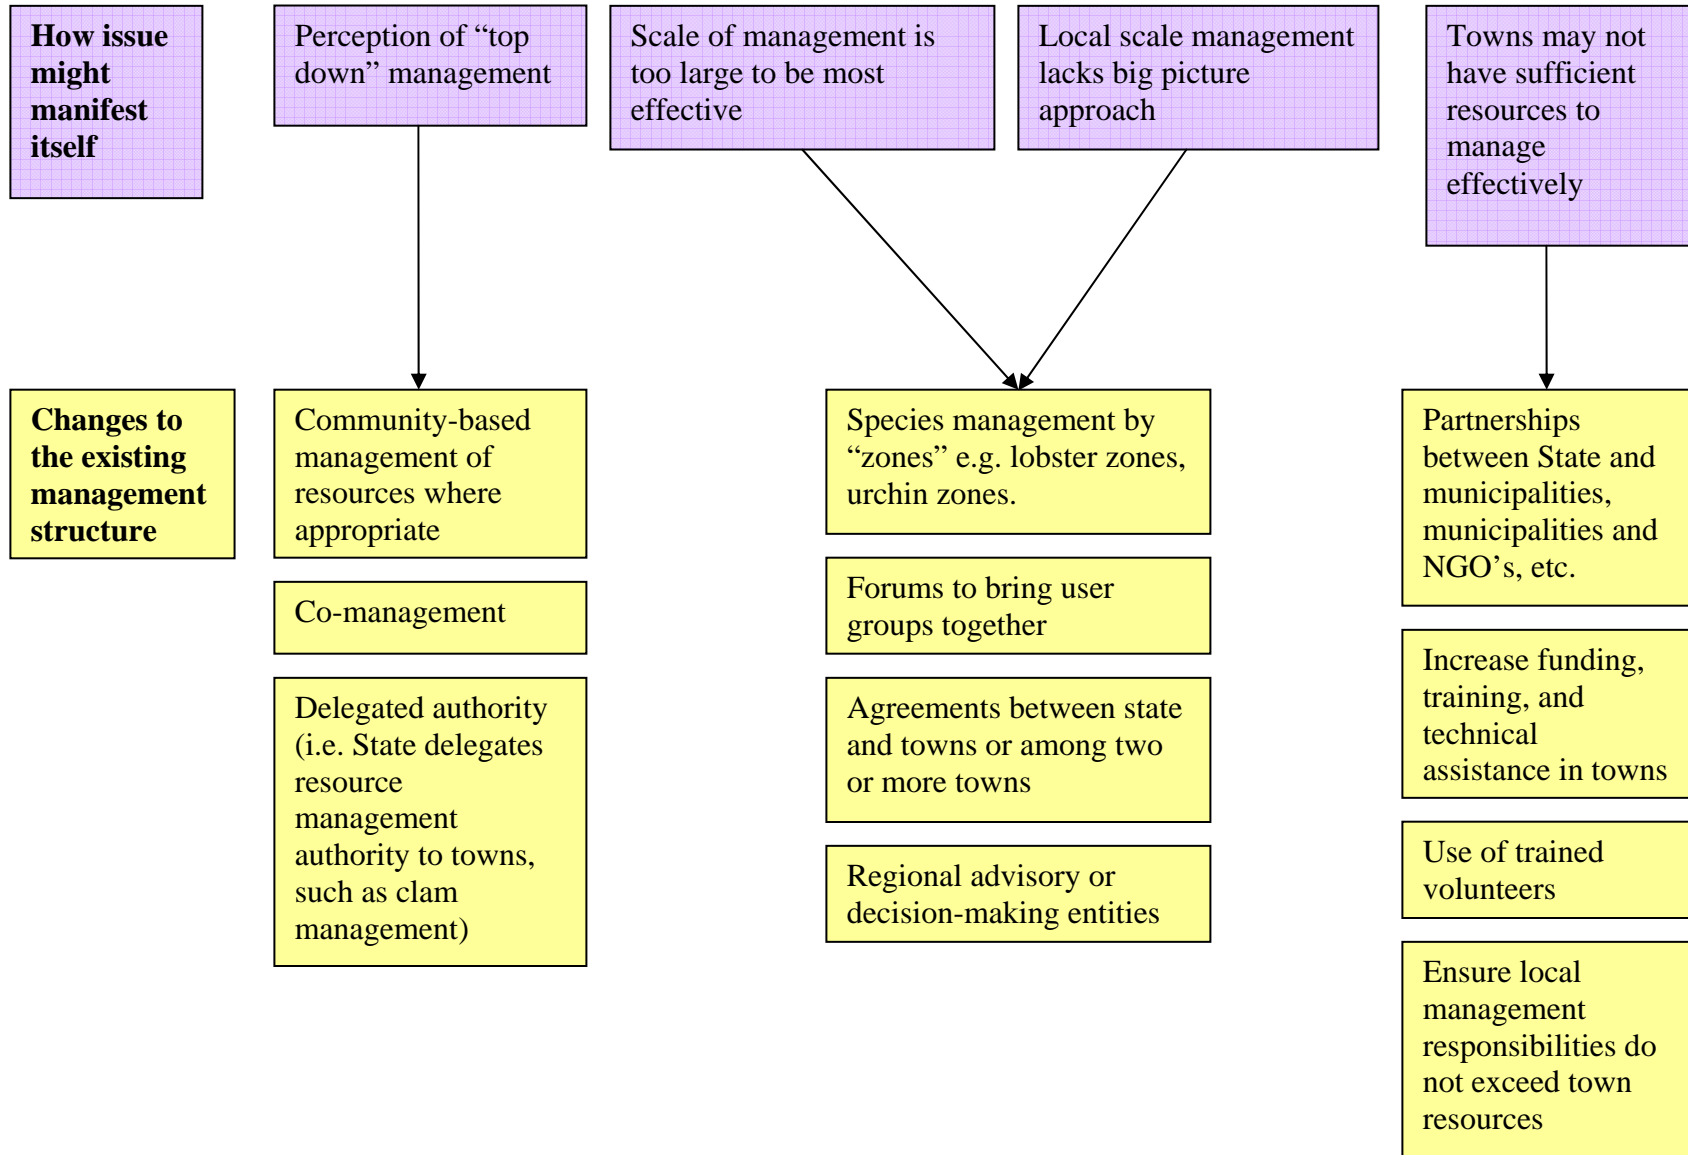 How issue
might
manifest
itself
Perception of “top
down” management
Scale of management is
too large to be most
effective
Local scale management
lacks big picture
approach
Towns may not
have sufficient
resources to
manage
effectively
Changes to
the existing
management
structure
Community-based
management of
resources where
appropriate
Co-management
Delegated authority
(i.e. State delegates
resource
management
authority to towns,
such as clam
management)
Species management by
“zones” e.g. lobster zones,
urchin zones.
Forums to bring user
groups together
Agreements between state
and towns or among two
or more towns
Regional advisory or
decision-making entities
Partnerships
between State and
municipalities,
municipalities and
NGO’s, etc.
Increase funding,
training, and
technical
assistance in towns
Use of trained
volunteers
Ensure local
management
responsibilities do
not exceed town
resources